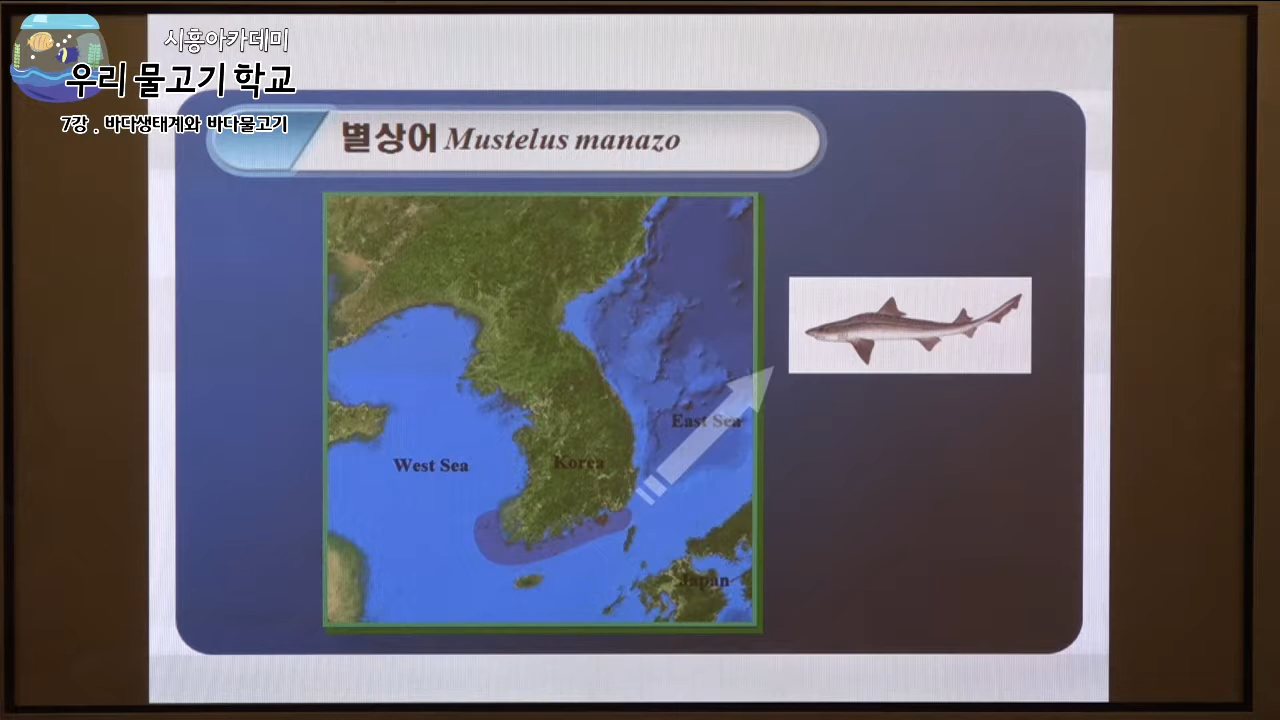 시흥아카데미
우리 물고기 학교
7강 . 바다생태계와 바다물고기
별상어 Mustelus manazo
East Sea
West Sea
Korea
Japan